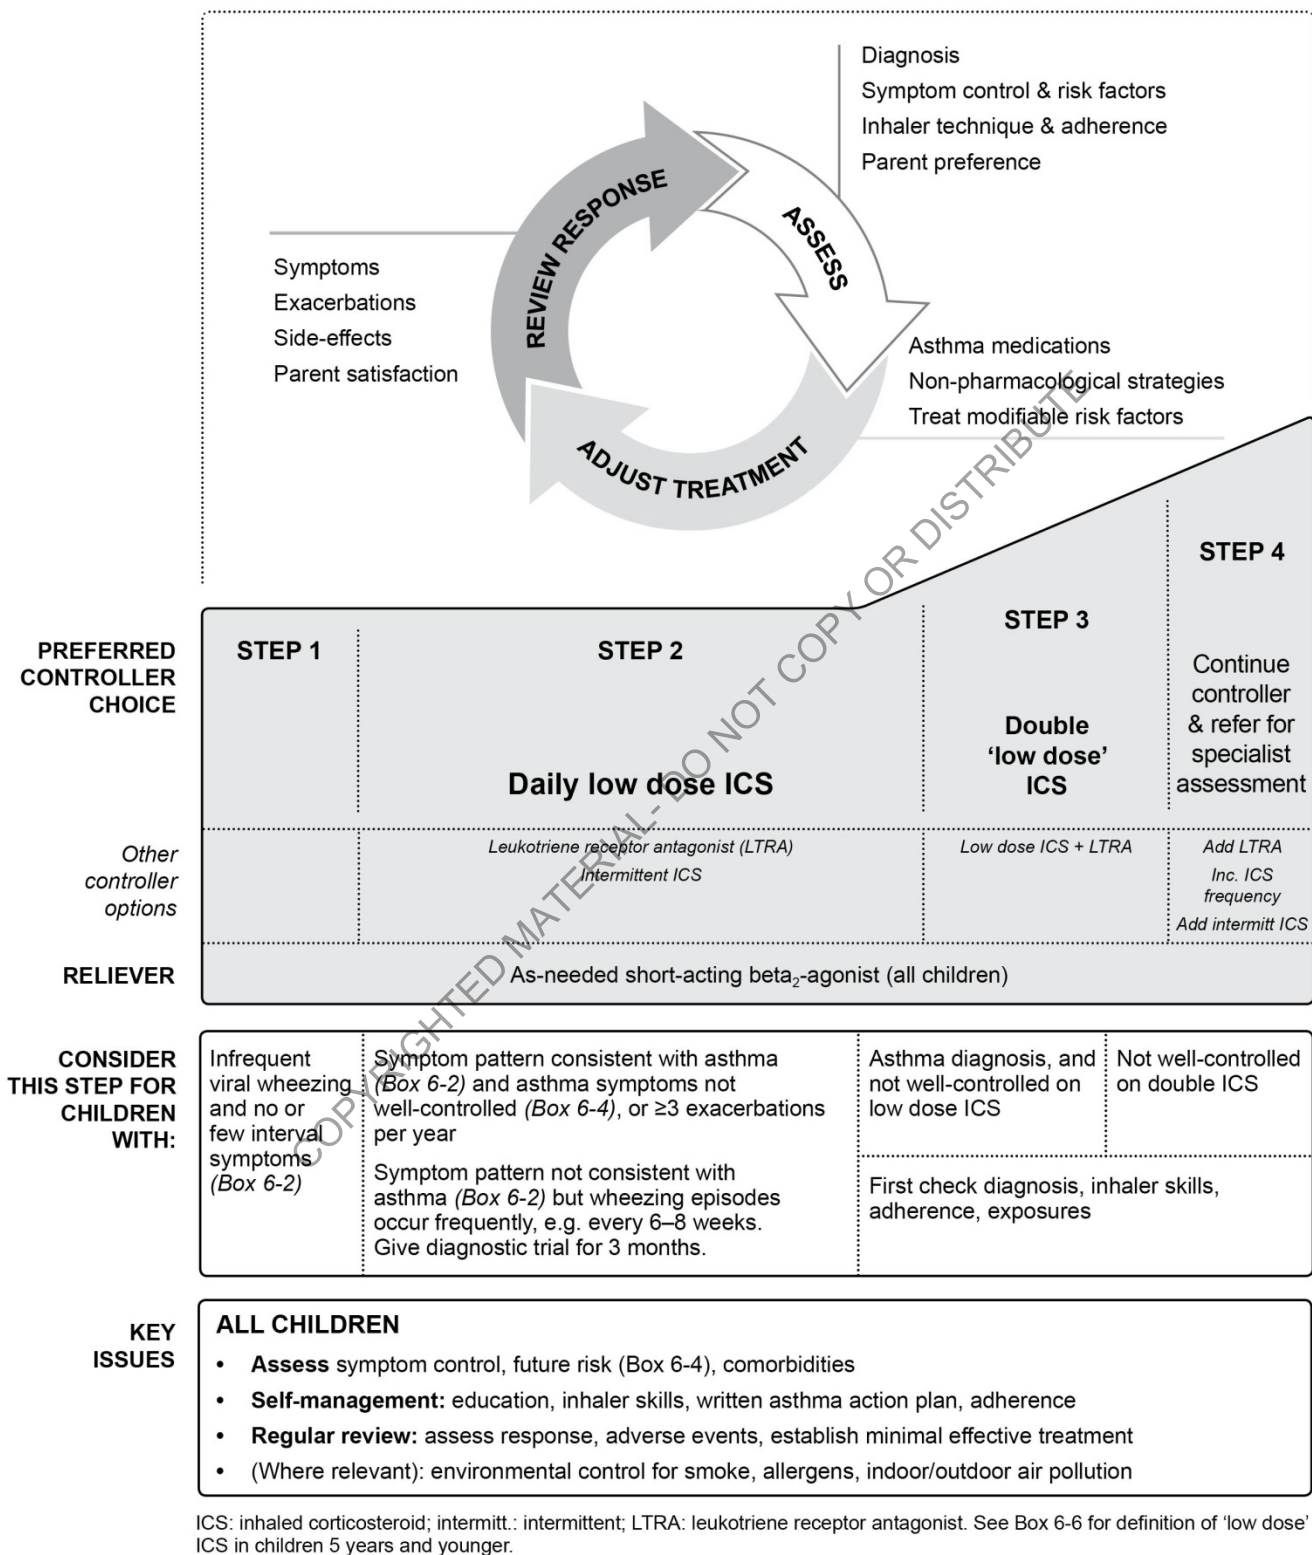 Diagnosis
Symptom control & risk factors
Inhaler technique & adherence
Parent preference
REVIEW RESPONSE
ASSESS
ADJUST TREATMENT
Symptoms
Exacerbations
Side-effects
Parent satisfaction
Asthma medications
Non-pharmacological strategies
Treat modifiable risk factors
COPYRIGHTED MATERIAL- DO NOT COPY OR DISTRIBUTE
PREFERRED
CONTROLLER
CHOICE
STEP 1
STEP 2
Daily low dose ICS
STEP 3
Double
‘low dose’
ICS
STEP 4
Continue
controller
& refer for
specialist
assessment
Other
controller
options
Leukotriene receptor antagonist (LTRA)
Intermittent ICS
Low dose ICS + LTRA
Add LTRA
Inc. ICS
frequency
Add intermitt ICS
RELIEVER
As-needed short-acting beta₂-agonist (all children)
CONSIDER
THIS STEP FOR
CHILDREN
WITH:
Infrequent
viral wheezing
and no or
few interval
symptoms
(Box 6-2)
Symptom pattern consistent with asthma
(Box 6-2) and asthma symptoms not
well-controlled (Box 6-4), or ≥3 exacerbations
per year
Symptom pattern not consistent with
asthma (Box 6-2) but wheezing episodes
occur frequently, e.g. every 6–8 weeks.
Give diagnostic trial for 3 months.
Asthma diagnosis, and
not well-controlled on
low dose ICS
Not well-controlled
on double ICS
First check diagnosis, inhaler skills,
adherence, exposures
KEY
ISSUES
ALL CHILDREN
• Assess symptom control, future risk (Box 6-4), comorbidities
• Self-management: education, inhaler skills, written asthma action plan, adherence
• Regular review: assess response, adverse events, establish minimal effective treatment
• (Where relevant): environmental control for smoke, allergens, indoor/outdoor air pollution
ICS: inhaled corticosteroid; intermitt.: intermittent; LTRA: leukotriene receptor antagonist. See Box 6-6 for definition of ‘low dose’
ICS in children 5 years and younger.